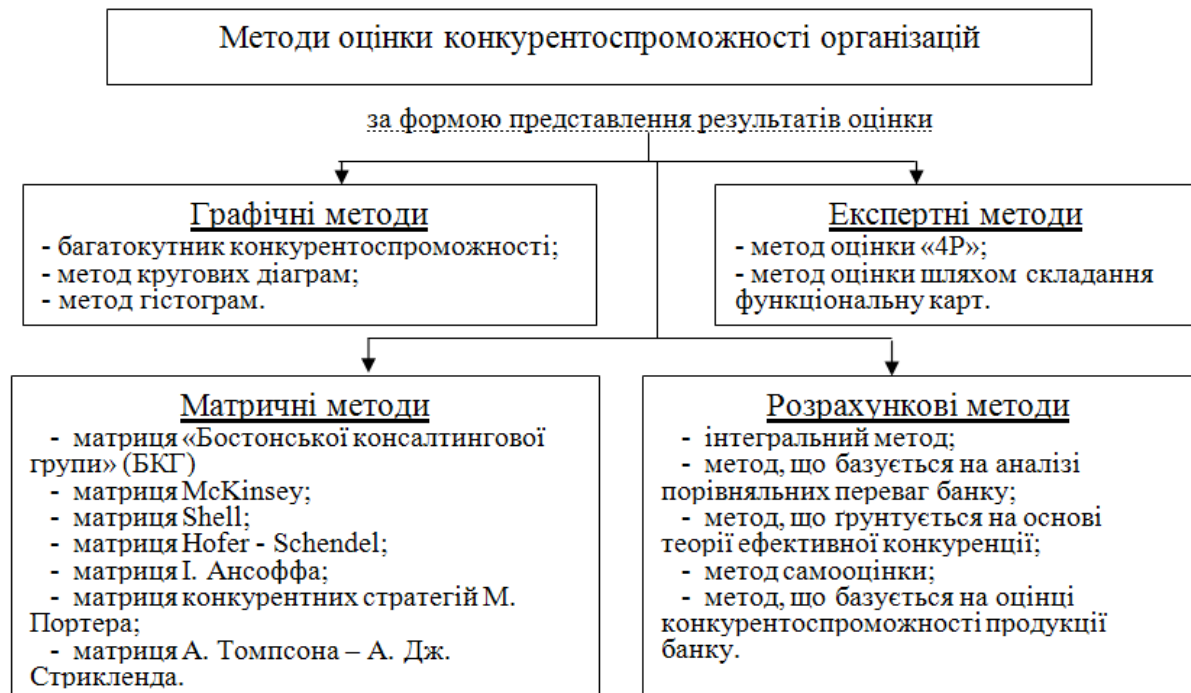 Методи оцінки конкурентоспроможності організацій
за формою представлення результатів оцінки
Графічні методи
- багатокутник конкурентоспроможності;
- метод кругових діаграм;
- метод гістограм.
Експертні методи
- метод оцінки «4Р»;
- метод оцінки шляхом складання
функціональну карт.
Матричні методи
- матриця «Бостонської консалтингової
групи» (БКГ)
- матриця McKinsey;
- матриця Shell;
- матриця Hofer - Schendel;
- матриця І. Ансоффа;
- матриця конкурентних стратегій М.
Портера;
- матриця А. Томпсона – А. Дж.
Стрикленда.
Розрахункові методи
- інтегральний метод;
- метод, що базується на аналізі
порівняльних переваг банку;
- метод, що ґрунтується на основі
теорії ефективної конкуренції;
- метод самооцінки;
- метод, що базується на оцінці
конкурентоспроможності продукції
банку.